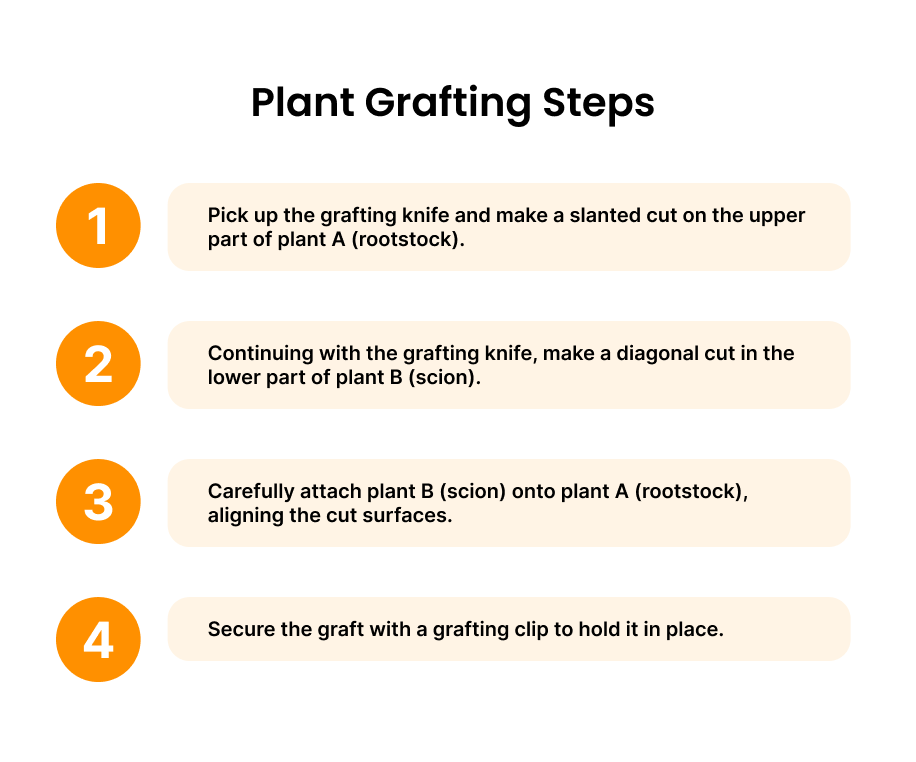 Plant Grafting Steps
1
Pick up the grafting knife and make a slanted cut on the upper
part of plant A (rootstock).
2
Continuing with the grafting knife, make a diagonal cut in the
lower part of plant B (scion).
3
Carefully attach plant B (scion) onto plant A (rootstock),
aligning the cut surfaces.
4
Secure the graft with a grafting clip to hold it in place.